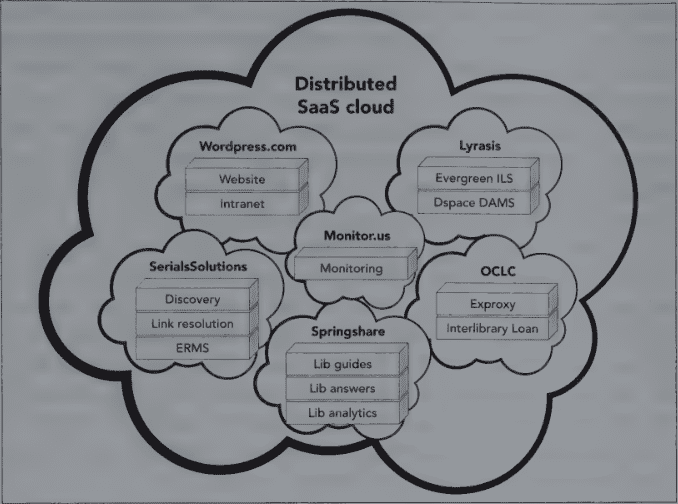 Distributed
SaaS cloud
Wordpress.com
Website
Intranet
Lyrasis
Evergreen ILS
Dspace DAMS
Monitor.us
Monitoring
SerialsSolutions
Discovery
Link resolution
ERMS
OCLC
Exproxy
Interlibrary Loan
Springshare
Lib guides
Lib answers
Lib analytics